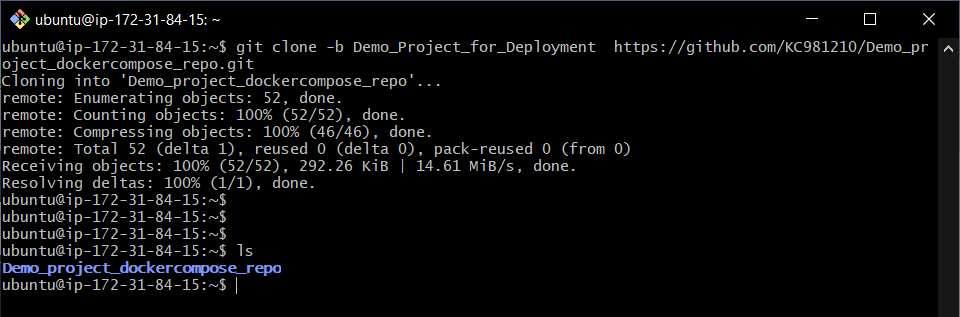 ubuntu@ip-172-31-84-15: ~
ubuntu@ip-172-31-84-15:~$ git clone -b Demo_Project_for_Deployment  https://github.com/KC981210/Demo_pr
oject_dockercompose_repo.git
Cloning into 'Demo_project_dockercompose_repo'...
remote: Enumerating objects: 52, done.
remote: Counting objects: 100% (52/52), done.
remote: Compressing objects: 100% (46/46), done.
remote: Total 52 (delta 1), reused 0 (delta 0), pack-reused 0 (from 0)
Receiving objects: 100% (52/52), 292.26 KiB | 14.61 MiB/s, done.
Resolving deltas: 100% (1/1), done.
ubuntu@ip-172-31-84-15:~$
ubuntu@ip-172-31-84-15:~$
ubuntu@ip-172-31-84-15:~$
ubuntu@ip-172-31-84-15:~$ ls
Demo_project_dockercompose_repo
ubuntu@ip-172-31-84-15:~$